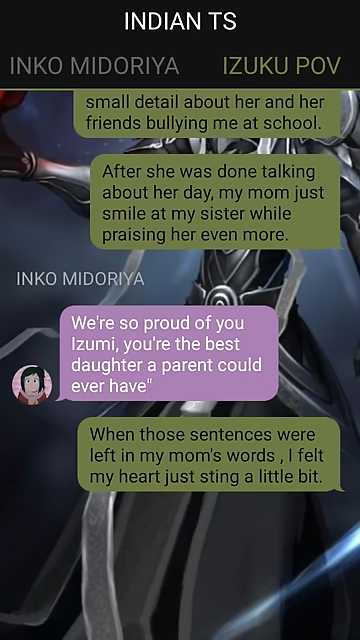 INDIAN TS
INKO MIDORIYA IZUKU POV
small detail about her and her
friends bullying me at school.
After she was done talking
about her day, my mom just
smile at my sister while
praising her even more.
INKO MIDORIYA
We're so proud of you
Izumi, you're the best
daughter a parent could
ever have"
When those sentences were
left in my mom's words , I felt
my heart just sting a little bit.